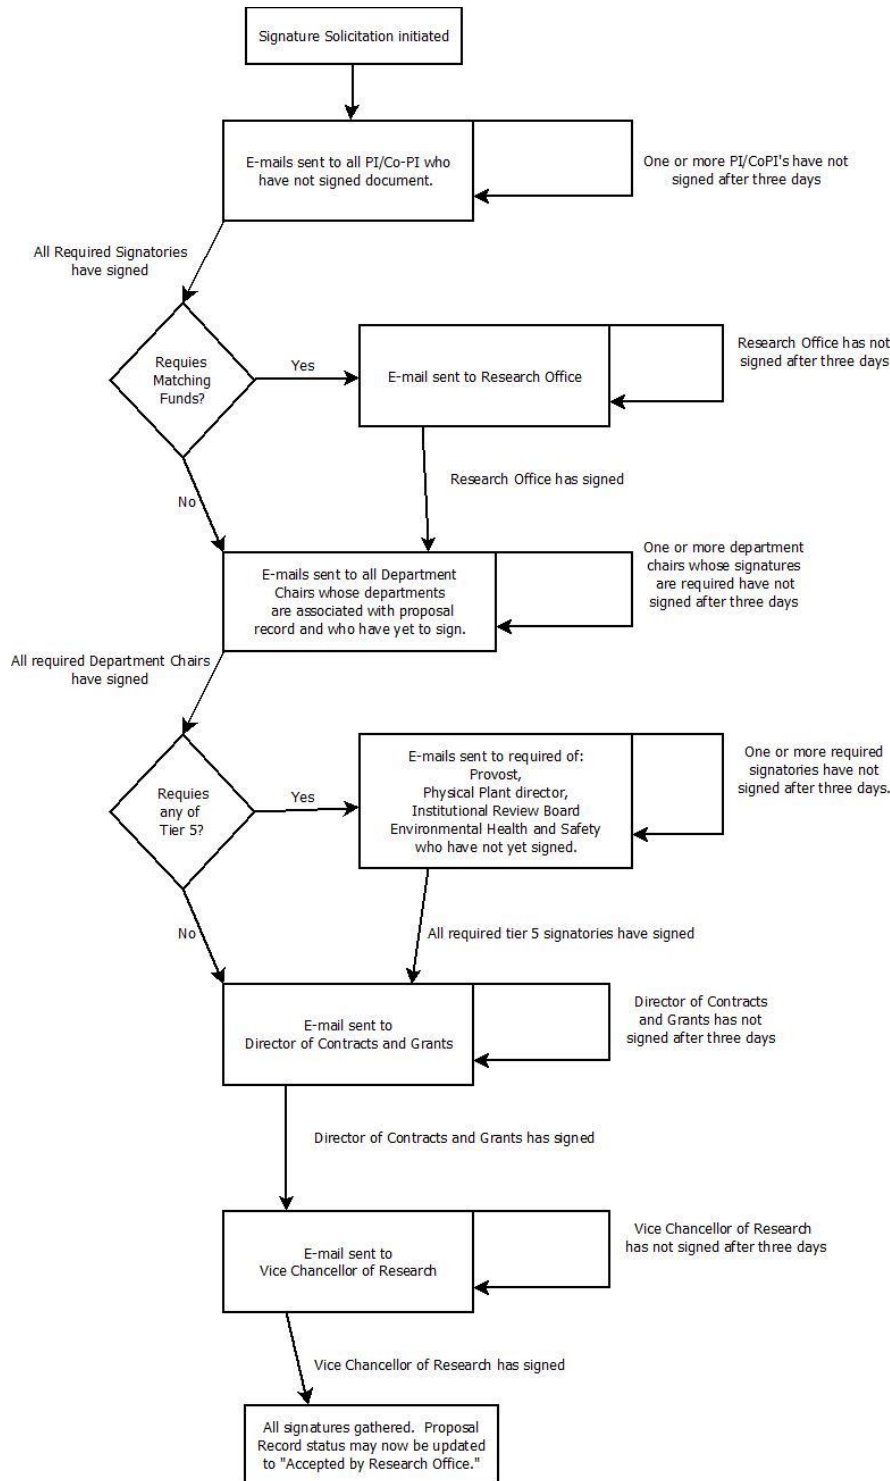 Signature Solicitation initiated
E-mails sent to all PI/Co-PI who
have not signed document.
One or more PI/CoPI's have not
signed after three days
All Required Signatories
have signed
Requies
Matching
Funds?
Yes
E-mail sent to Research Office
Research Office has not
signed after three days
No
Research Office has signed
E-mails sent to all Department
Chairs whose departments
are associated with proposal
record and who have yet to sign.
One or more department
chairs whose signatures
are required have not
signed after three days
All required Department Chairs
have signed
Requies
any of
Tier 5?
Yes
E-mails sent to required of:
Provost,
Physical Plant director,
Institutional Review Board
Environmental Health and Safety
who have not yet signed.
One or more required
signatories have not
signed after three days.
No
All required tier 5 signatories have signed
E-mail sent to
Director of Contracts and Grants
Director of Contracts
and Grants has not
signed after three days
Director of Contracts and Grants has signed
E-mail sent to
Vice Chancellor of Research
Vice Chancellor of Research
has not signed after three days
Vice Chancellor of Research has signed
All signatures gathered.  Proposal
Record status may now be updated
to "Accepted by Research Office."